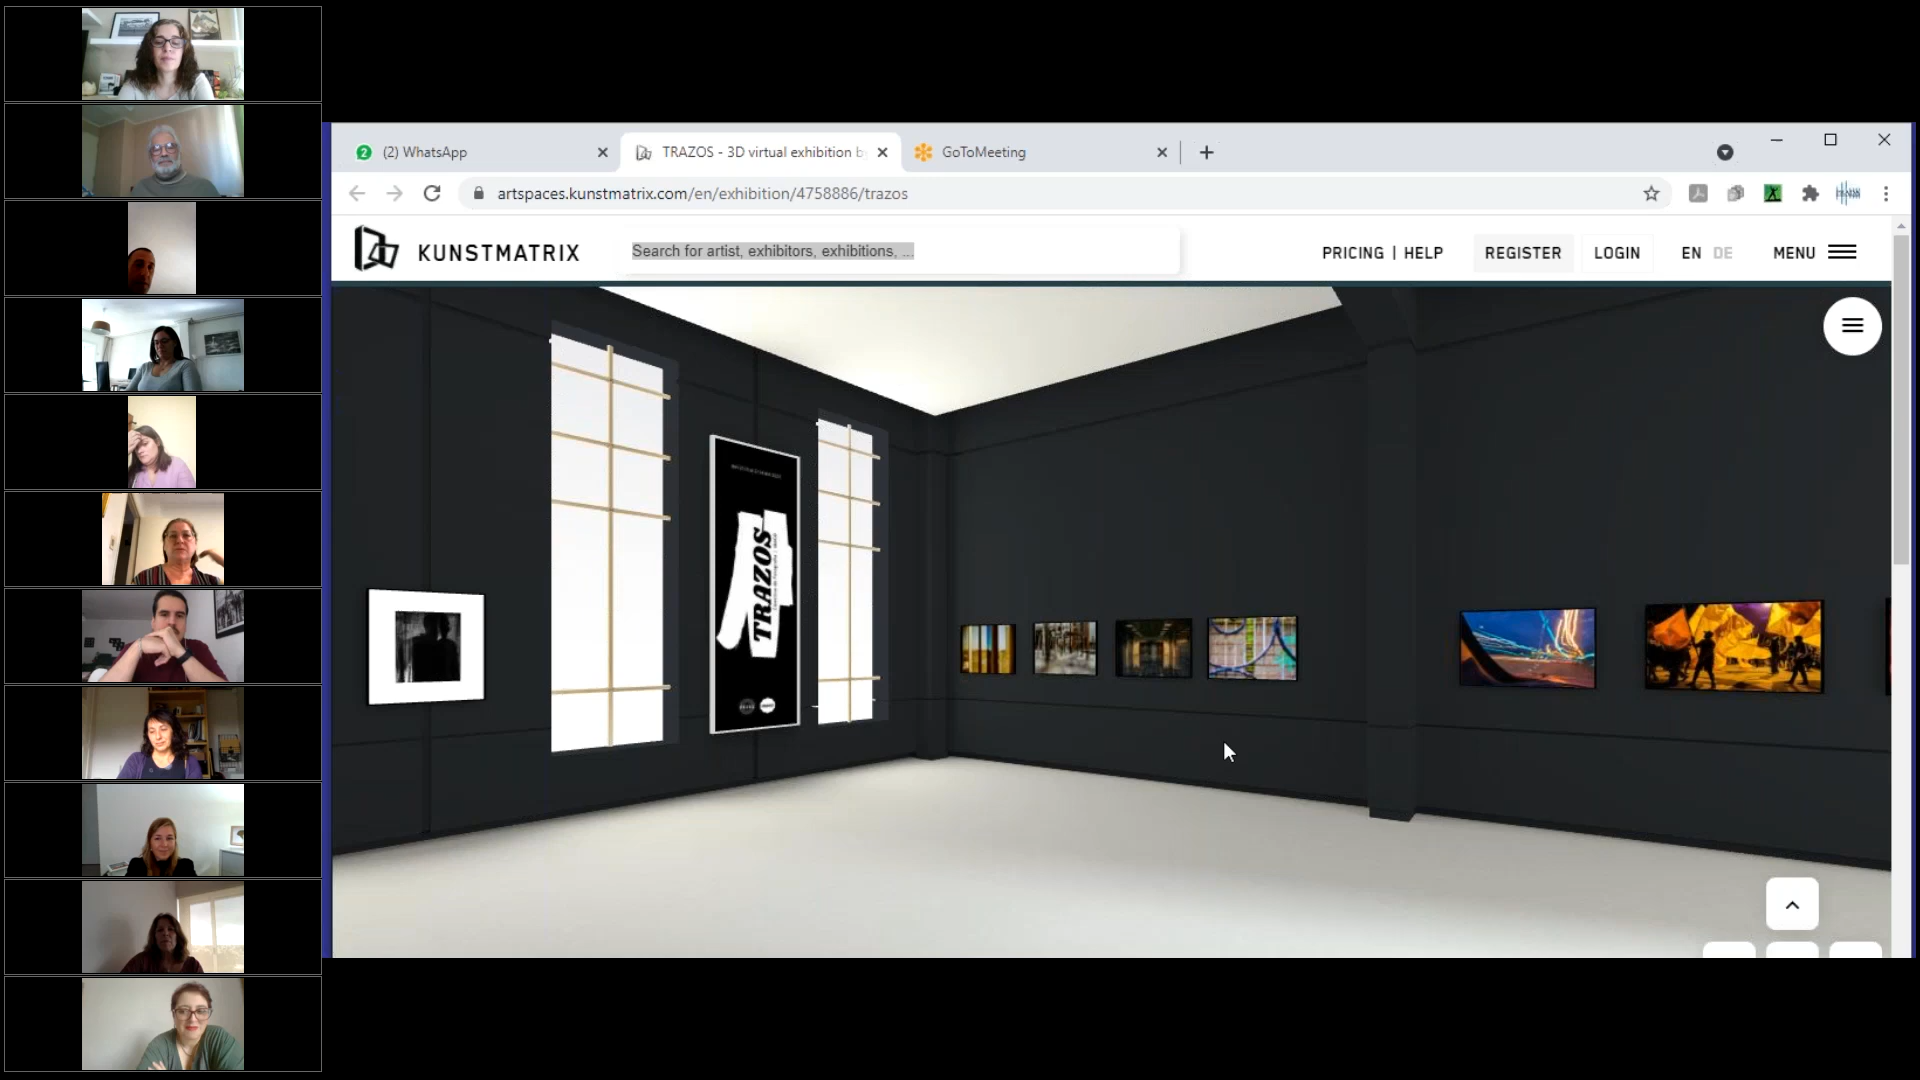 2 (2) WhatsApp
TRAZOS - 3D virtual exhibition b
GoToMeeting
artspaces.kunstmatrix.com/en/exhibition/4758886/trazos
KUNSTMATRIX
Search for artist, exhibitors, exhibitions, ...
PRICING | HELP
REGISTER
LOGIN
EN DE
MENU
TRAZOS